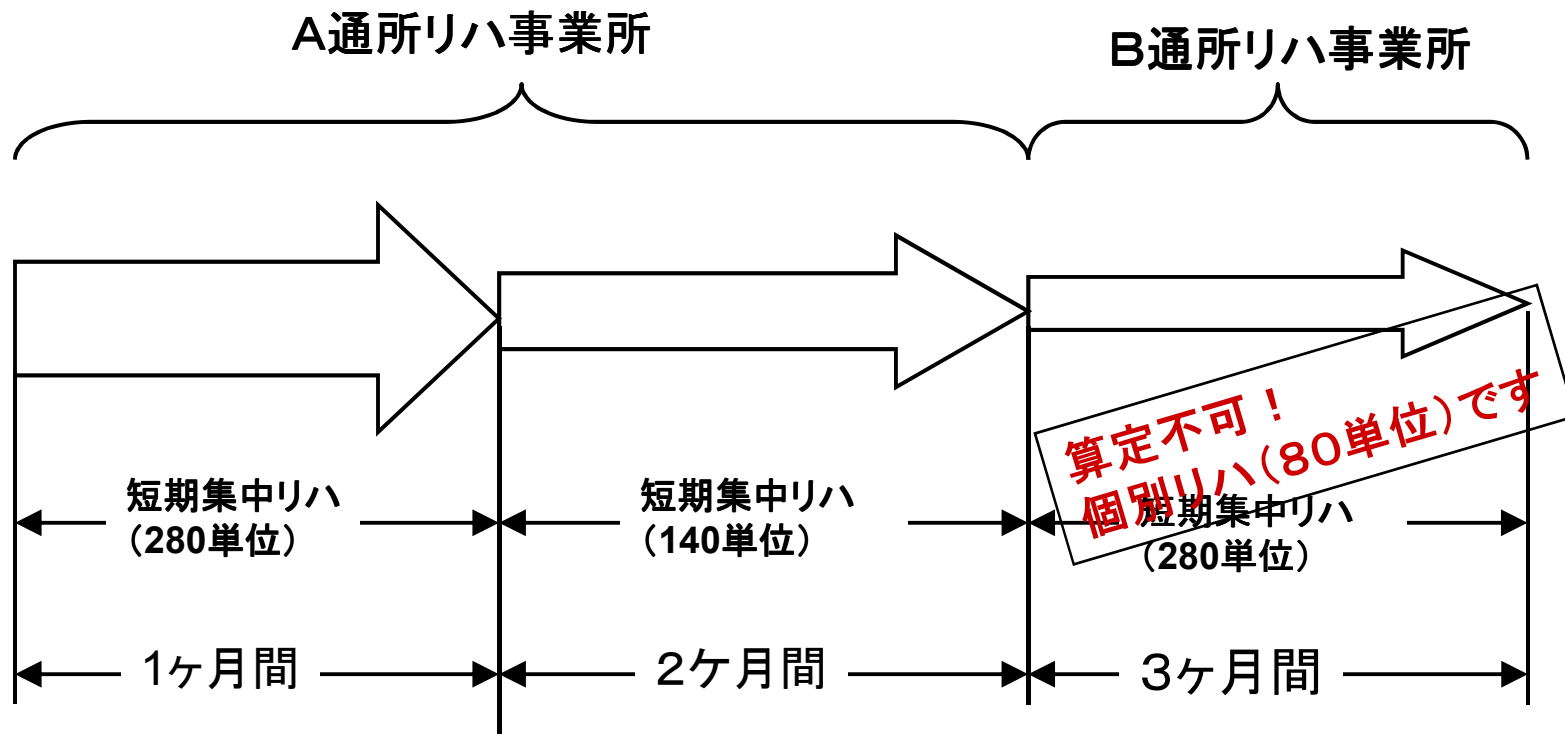 A通所リハ事業所
B通所リハ事業所
算定不可！
個別リハ(80単位)です
短期集中リハ
（280単位）
短期集中リハ
（140単位）
短期集中リハ
（280単位）
1ヶ月間
2ケ月間
3ヶ月間